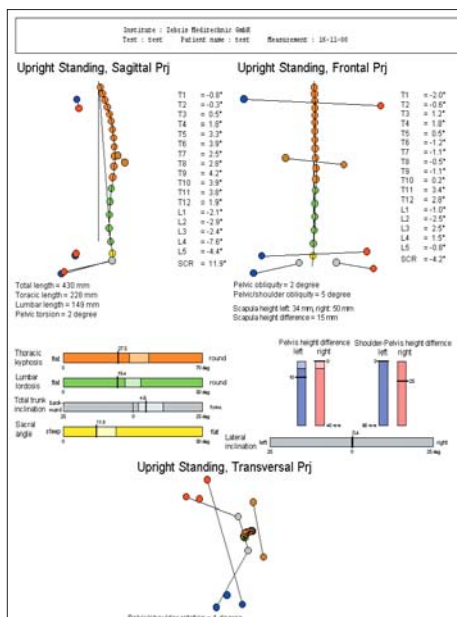 Institute : Zebris Meditechnic GmbH
Test : test Patient name : test Measurement : 16-11-00
Upright Standing, Sagittal Prj
T1 = -0.8°
T2 = -0.3°
T3 = 0.5°
T4 = 1.8°
T5 = 3.3°
T6 = 3.9°
T7 = 2.5°
T8 = 2.8°
T9 = 4.2°
T10 = 3.9°
T11 = 3.8°
T12 = 1.9°
L1 = -2.1°
L2 = -2.9°
L3 = -2.4°
L4 = -7.6°
L5 = -4.4°
SCR = 11.9°
Total length = 430 mm
Toracic length = 228 mm
Lumbar length = 149 mm
Pelvic torsion = 2 degree
Upright Standing, Frontal Prj
T1 = -2.0°
T2 = -0.6°
T3 = 1.2°
T4 = 1.8°
T5 = 0.5°
T6 = -1.2°
T7 = -1.1°
T8 = -0.5°
T9 = -1.1°
T10 = 0.2°
T11 = 3.4°
T12 = 2.8°
L1 = -1.0°
L2 = -2.5°
L3 = 2.5°
L4 = 1.5°
L5 = -0.8°
SCR = -4.2°
Pelvic obliquity = 2 degree
Pelvic/shoulder obliquity = 5 degree
Scapula height left: 34 mm, right: 50 mm
Scapula height difference = 15 mm
Thoracic kyphosis flat round
Lumbar lordosis flat round
Total trunk inclination
Sacral angle steep flat
Pelvis height difference
left right
Shoulder-Pelvis height differnce
left right
Lateral inclination left right
Upright Standing, Transversal Prj